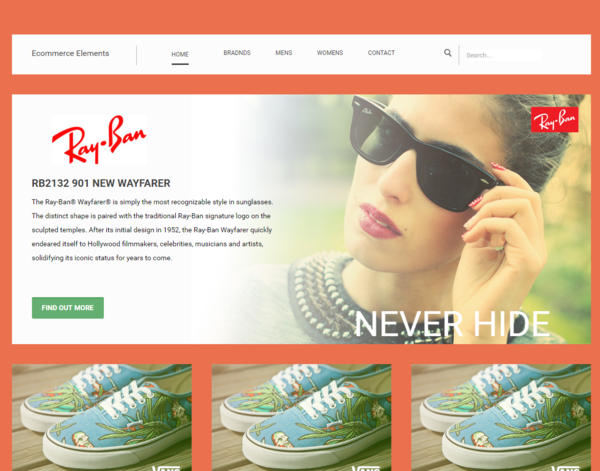 Ecommerce Elements
HOME
BRADNDS
MENS
WOMENS
CONTACT
Search...
Ray-Ban
Ray-Ban
RB2132 901 NEW WAYFARER
The Ray-Ban® Wayfarer® is simply the most recognizable style in sunglasses.
The distinct shape is paired with the traditional Ray-Ban signature logo on the
sculpted temples. After its initial design in 1952, the Ray-Ban Wayfarer quickly
endeared itself to Hollywood filmmakers, celebrities, musicians and artists,
solidifying its iconic status for years to come.
FIND OUT MORE
NEVER HIDE
VANS
VANS
VANS